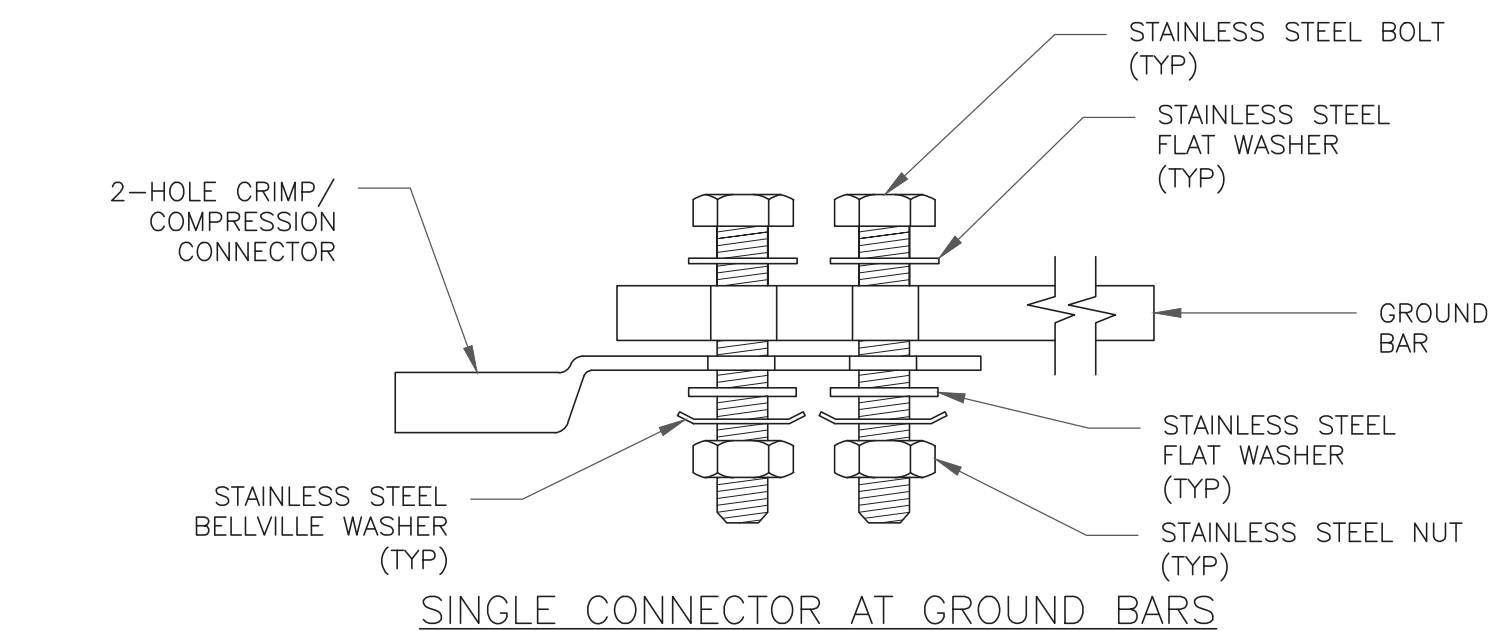 STAINLESS STEEL BOLT
(TYP)
STAINLESS STEEL
FLAT WASHER
(TYP)
2-HOLE CRIMP/
COMPRESSION
CONNECTOR
GROUND
BAR
STAINLESS STEEL
FLAT WASHER
(TYP)
STAINLESS STEEL
BELLVILLE WASHER
(TYP)
STAINLESS STEEL NUT
(TYP)
SINGLE CONNECTOR AT GROUND BARS